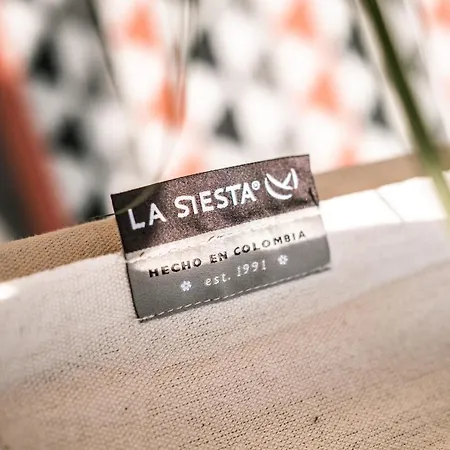 LA SIESTA®
HECHO EN COLOMBIA
est. 1991